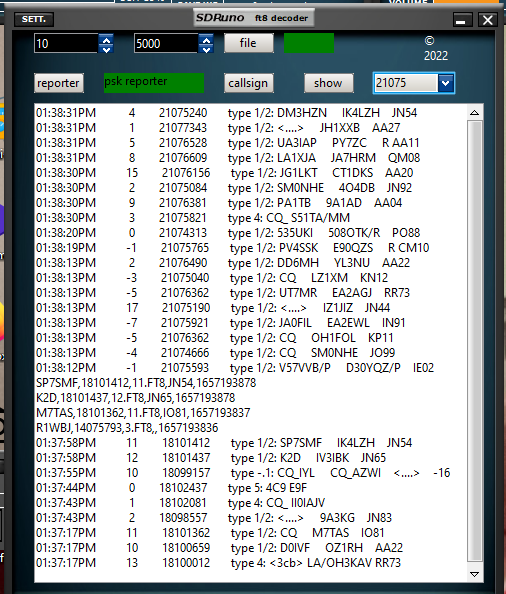 SETT.
SDRuno ft8 decoder
10 5000 file © 2022
reporter psk reporter callsign show 21075
01:38:31PM 4 21075240 type 1/2: DM3HZN IK4LZH JN54
01:38:31PM 1 21077343 type 1/2: <....> JH1XXB AA27
01:38:31PM 5 21076528 type 1/2: UA3IAP PY7ZC R AA11
01:38:31PM 8 21076609 type 1/2: LA1XJA JA7HRM QM08
01:38:30PM 15 21076156 type 1/2: JG1LKT CT1DKS AA20
01:38:30PM 2 21075084 type 1/2: SM0NHE 4O4DB JN92
01:38:30PM 9 21076381 type 1/2: PA1TB 9A1AD AA04
01:38:30PM 3 21075821 type 4: CQ_S51TA/MM
01:38:20PM 0 21074313 type 1/2: 535UKI 508OTK/R PO88
01:38:19PM -1 21075765 type 1/2: PV4SSK E90QZS R CM10
01:38:13PM 2 21076490 type 1/2: DD6MH YL3NU AA22
01:38:13PM -3 21075040 type 1/2: CQ LZ1XM KN12
01:38:13PM -5 21076362 type 1/2: UT7MR EA2AGJ RR73
01:38:13PM 17 21075190 type 1/2: <....> IZ1JIZ JN44
01:38:13PM -7 21075921 type 1/2: JA0FIL EA2EWL IN91
01:38:13PM -5 21076362 type 1/2: CQ OH1FOL KP11
01:38:13PM -4 21074666 type 1/2: CQ SM0NHE JO99
01:38:12PM -1 21075593 type 1/2: V57VVB/P D30YQZ/P IE02
SP7SMF,18101412,11.FT8,JN54,1657193878
K2D,18101437,12.FT8,JN65,1657193878
M7TAS,18101362,11.FT8,IO81,1657193837
R1WBJ,14075793,3.FT8,,1657193836
01:37:58PM 11 18101412 type 1/2: SP7SMF IK4LZH JN54
01:37:58PM 12 18101437 type 1/2: K2D IV3IBK JN65
01:37:55PM 10 18099157 type -.1: CQ_IYL CQ_AZWI <....> -16
01:37:44PM 0 18102437 type 5: 4C9 E9F
01:37:43PM 1 18102081 type 4: CQ_II0IAJV
01:37:43PM 2 18098557 type 1/2: <....> 9A3KG JN83
01:37:17PM 11 18101362 type 1/2: CQ M7TAS IO81
01:37:17PM 10 18100659 type 1/2: D0IVF OZ1RH AA22
01:37:17PM 13 18100012 type 4: <3cb> LA/OH3KAV RR73